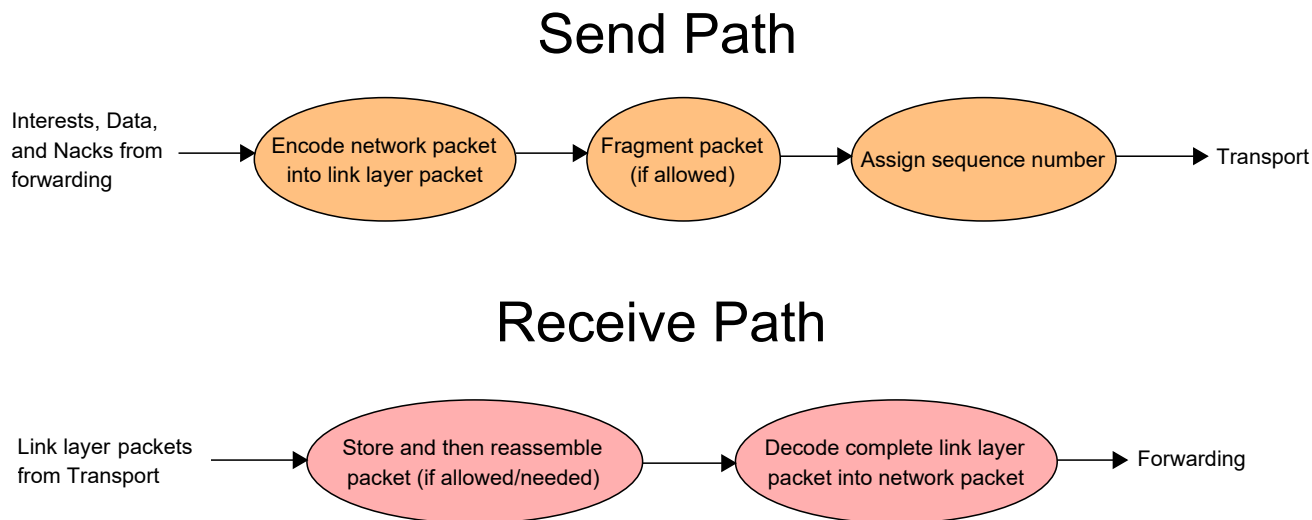 Send Path
Interests, Data,
and Nacks from
forwarding
Encode network packet
into link layer packet
Fragment packet
(if allowed)
Assign sequence number
Transport
Receive Path
Link layer packets
from Transport
Store and then reassemble
packet (if allowed/needed)
Decode complete link layer
packet into network packet
Forwarding